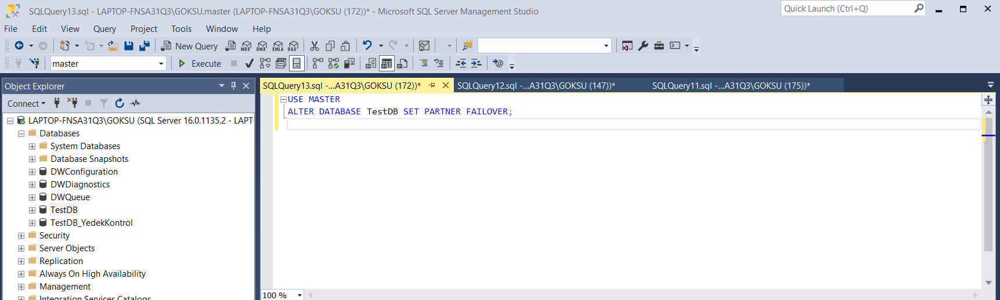 SQLQuery13.sql - LAPTOP-FNSA31Q3\GOKSU.master (LAPTOP-FNSA31Q3\GOKSU (172))* - Microsoft SQL Server Management Studio
Quick Launch (Ctrl+Q)
File Edit View Query Project Tools Window Help
New Query MDX DMX XMLA DAX
master Execute
Object Explorer
SQLQuery13.sql -...A31Q3\GOKSU (172))* SQLQuery12.sql -...A31Q3\GOKSU (147))* SQLQuery11.sql -...A31Q3\GOKSU (175))*
Connect
LAPTOP-FNSA31Q3\GOKSU (SQL Server 16.0.1135.2 - LAPT
Databases
System Databases
Database Snapshots
DWConfiguration
DWDiagnostics
DWQueue
TestDB
TestDB_YedekKontrol
Security
Server Objects
Replication
Always On High Availability
Management
Integration Services Catalogs
USE MASTER
ALTER DATABASE TestDB SET PARTNER FAILOVER;
100 %